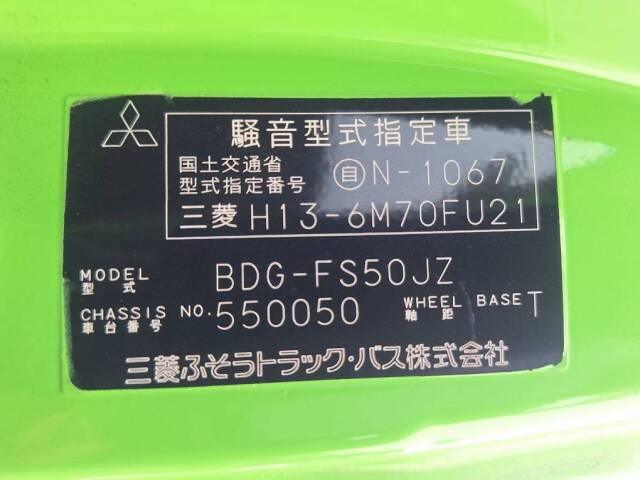 騒音型式指定車
国土交通省
型式指定番号 自N-1067
三菱 H13-6M70FU21
MODEL
型式 BDG-FS50JZ
CHASSIS NO. 550050 WHEEL BASE T
車台番号 軸距
三菱ふそうトラック・バス株式会社